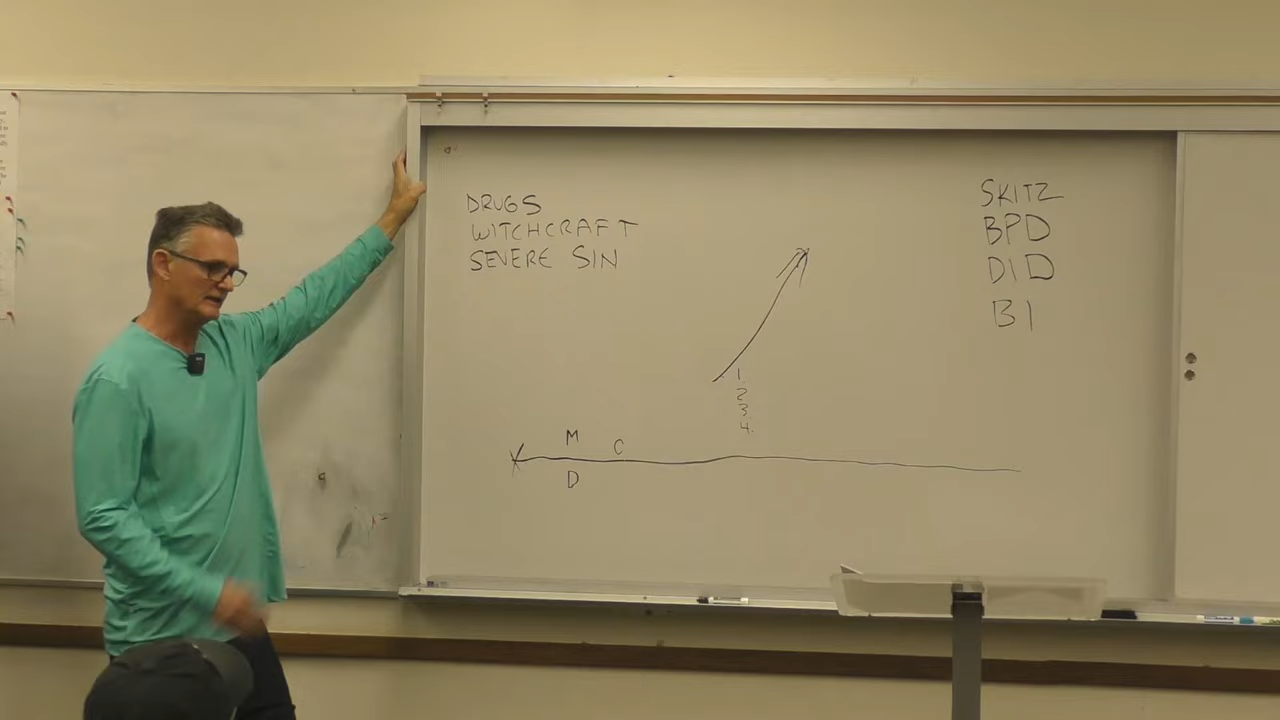 DRUGS
WITCHCRAFT
SEVERE SIN
SKITZ
BPD
DID
BI
1.
2.
3.
4.
M
C
D